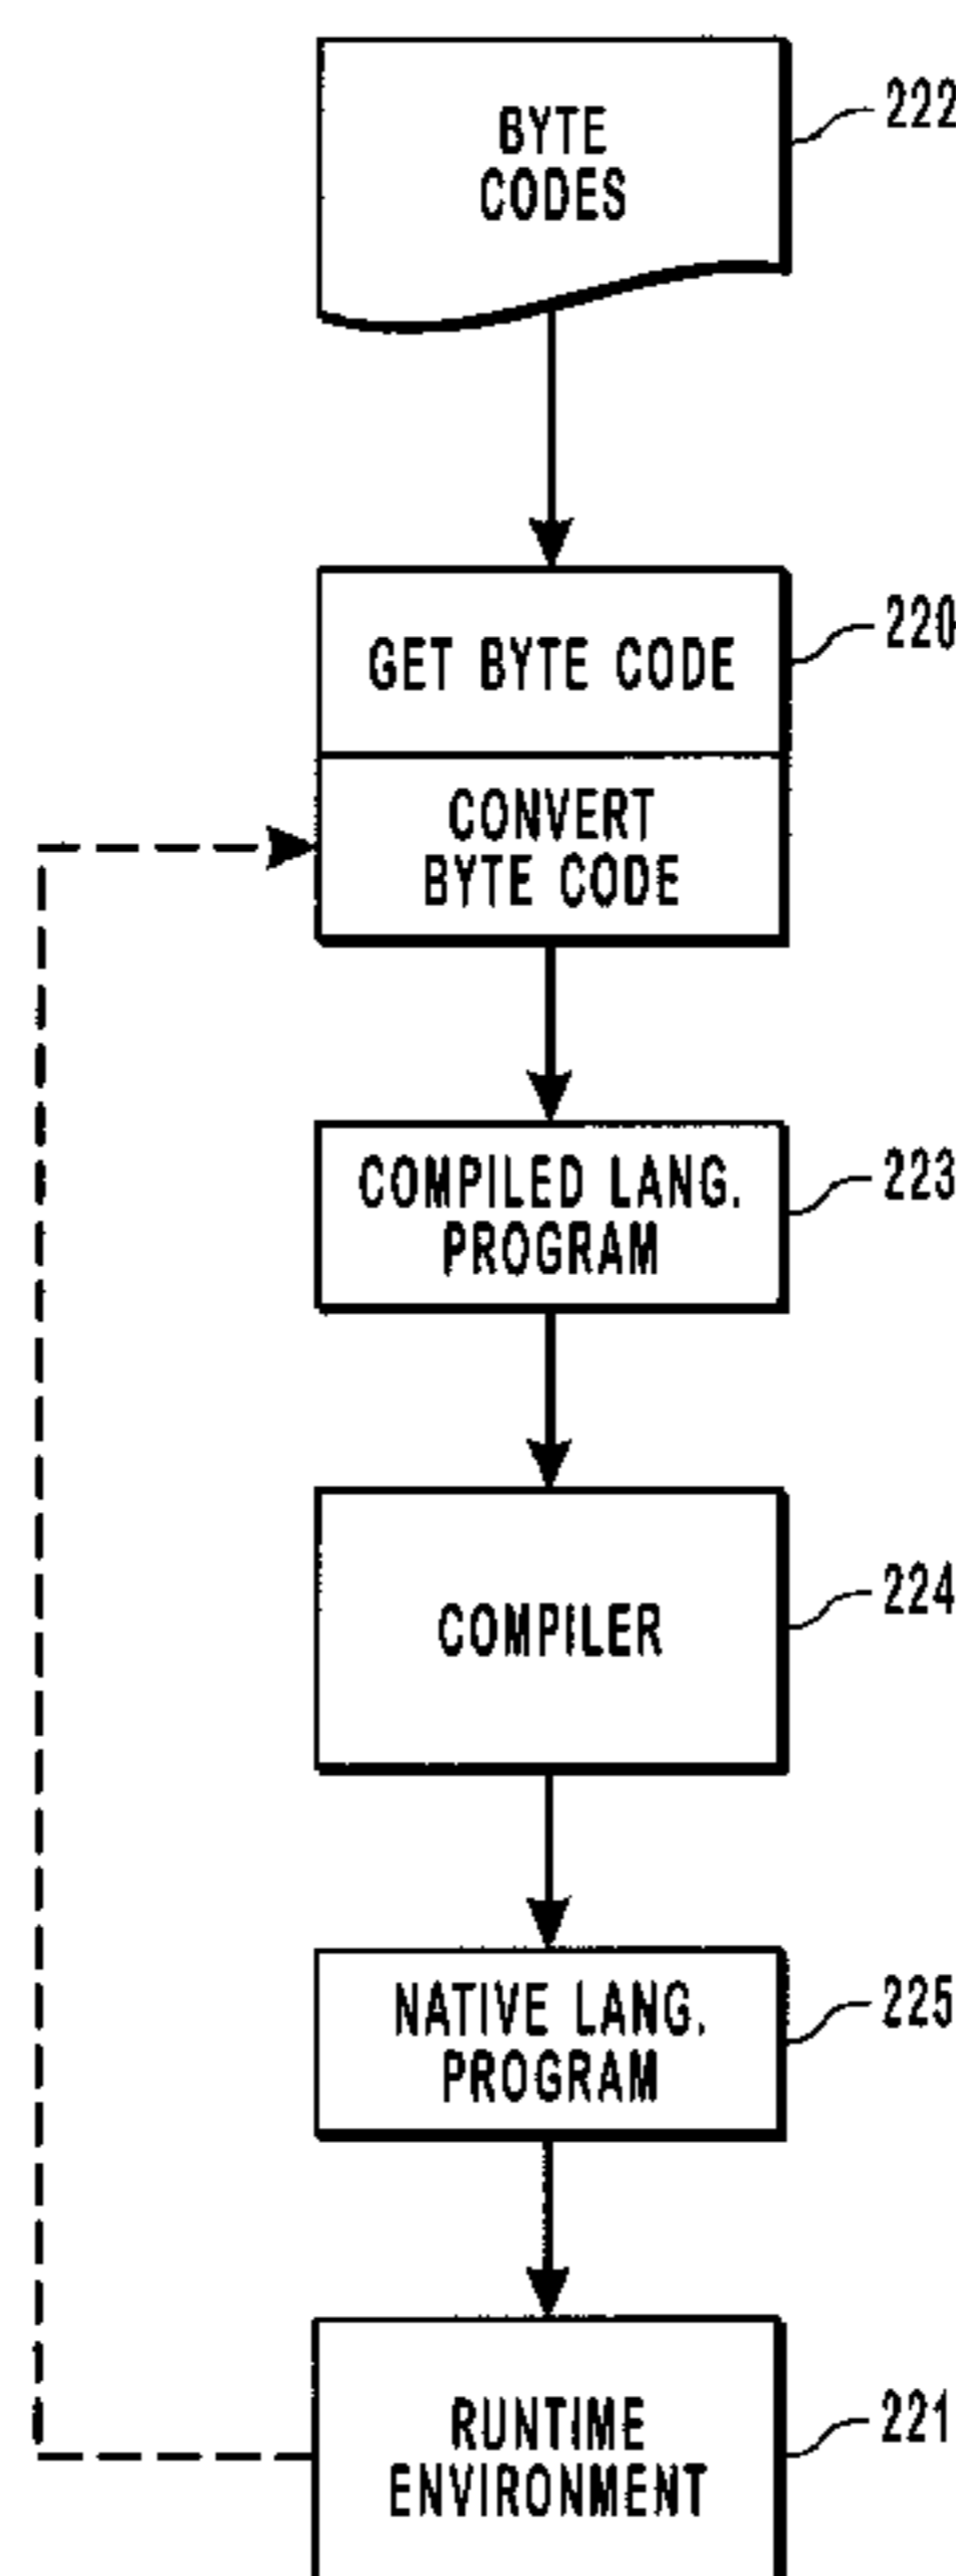 BYTE
CODES
222
GET BYTE CODE
220
CONVERT
BYTE CODE
COMPILED LANG.
PROGRAM
223
COMPILER
224
NATIVE LANG.
PROGRAM
225
RUNTIME
ENVIRONMENT
221